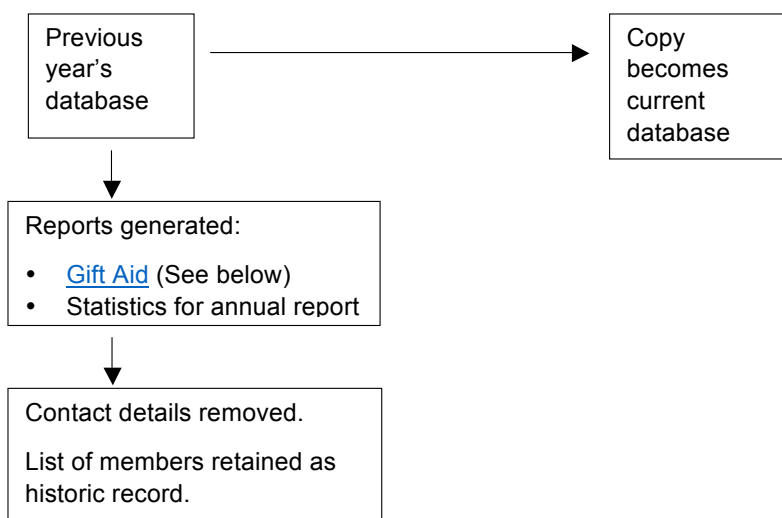 Previous
year’s
database
Copy
becomes
current
database
Reports generated:
• Gift Aid (See below)
• Statistics for annual report
Contact details removed.
List of members retained as
historic record.